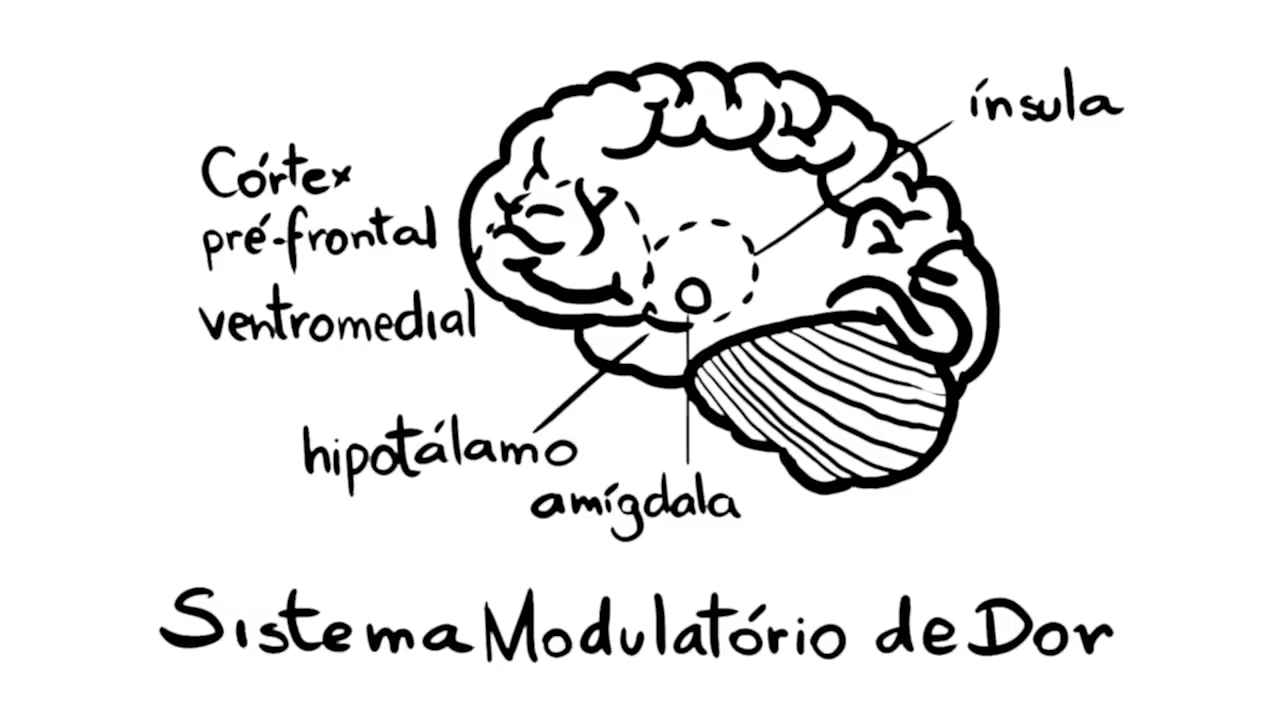 ínsula
Córtex
pré-frontal
ventromedial
hipotálamo
amígdala
Sistema Modulatório de Dor